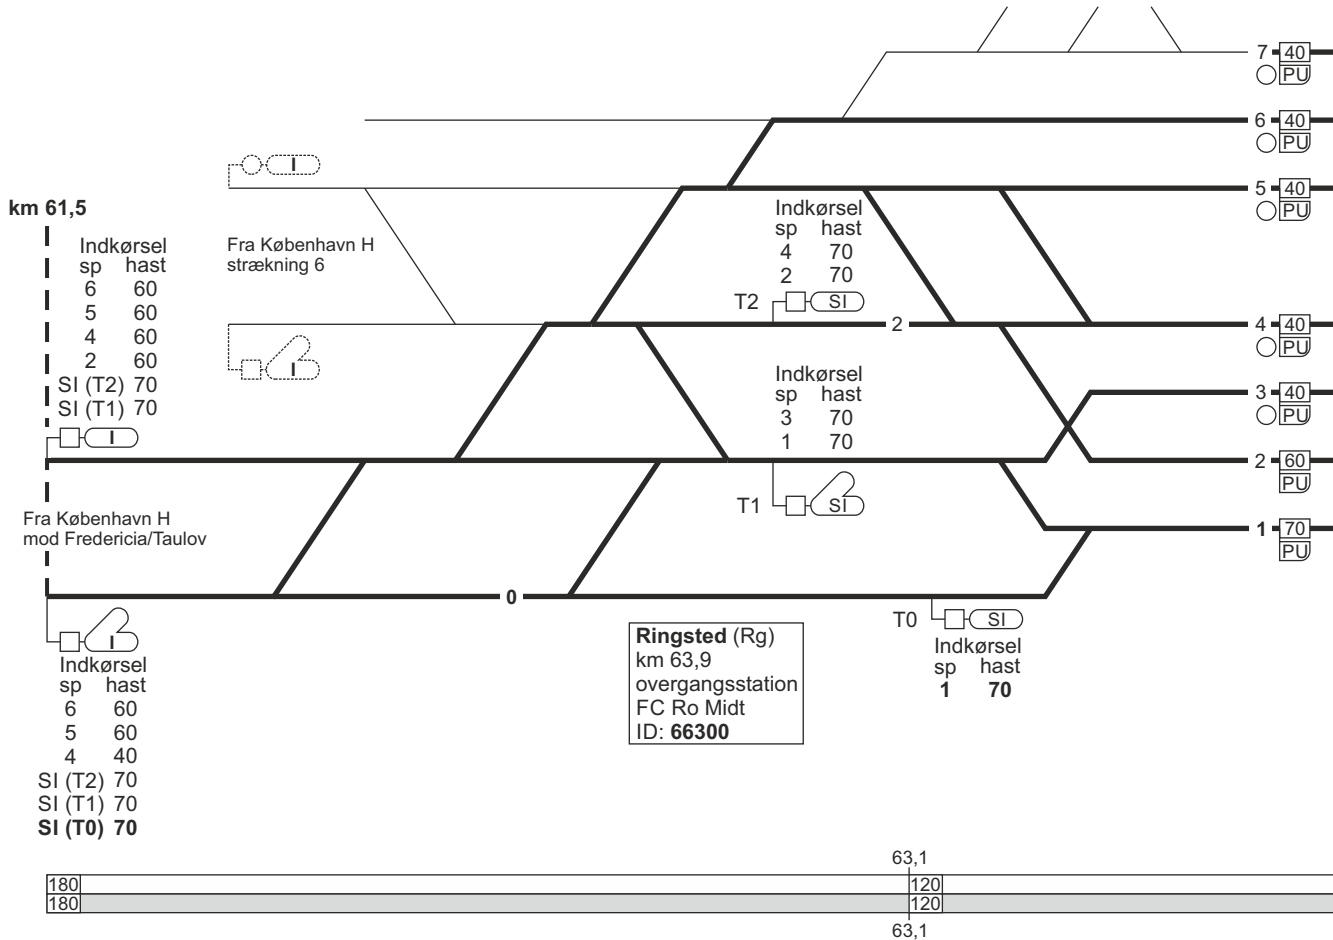 7 40
PU
6 40
PU
I
5 40
PU
km 61,5
Indkørsel
sp hast
6 60
5 60
4 60
2 60
SI (T2) 70
SI (T1) 70
I
Fra København H
strækning 6
I
Indkørsel
sp hast
4 70
2 70
T2 SI
2
4 40
PU
Indkørsel
sp hast
3 70
1 70
T1 SI
3 40
PU
2 60
PU
Fra København H
mod Fredericia/Taulov
1 70
PU
0
I
Indkørsel
sp hast
6 60
5 60
4 40
SI (T2) 70
SI (T1) 70
SI (T0) 70
Ringsted (Rg)
km 63,9
overgangsstation
FC Ro Midt
ID: 66300
T0 SI
Indkørsel
sp hast
1 70
63,1
180 120
180 120
63,1